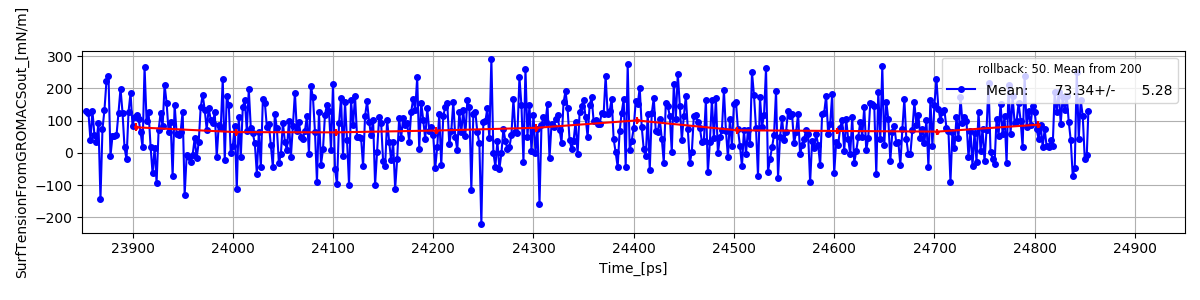 SurfTensionFromGROMACSout_[mN/m]
300
200
100
0
−100
−200
rollback: 50. Mean from 200
Mean: 73.34+/- 5.28
23900 24000 24100 24200 24300 24400 24500 24600 24700 24800 24900
Time_[ps]